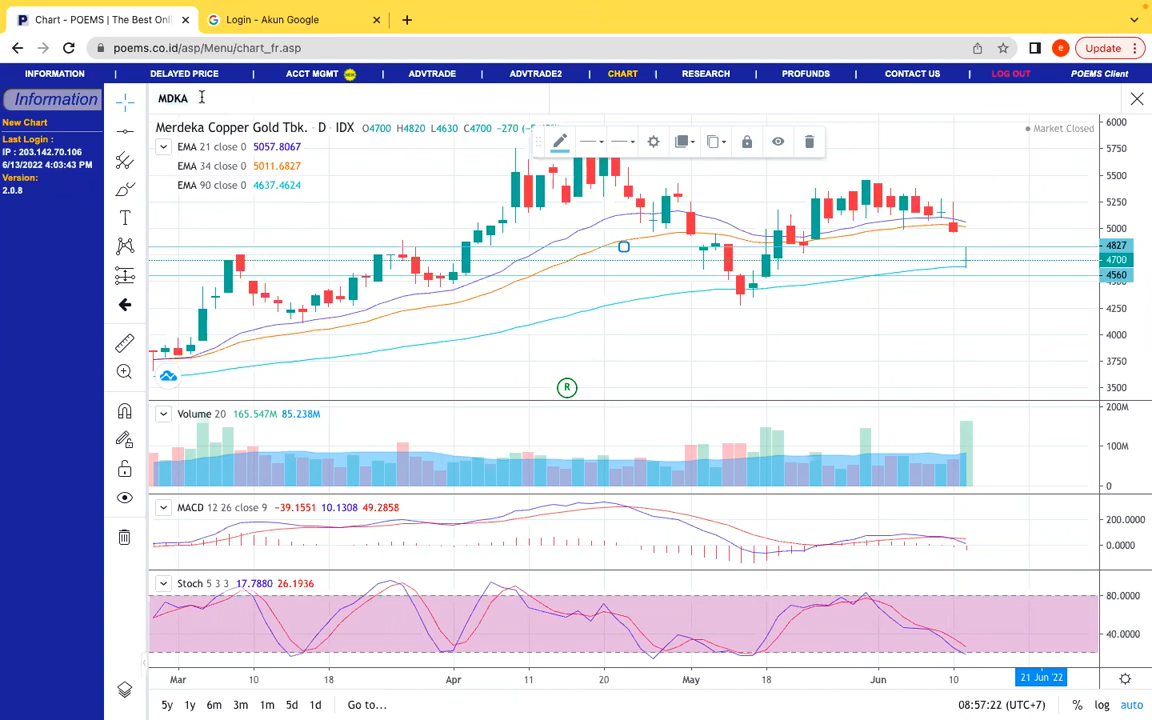 Chart - POEMS | The Best Onli
Login - Akun Google
poems.co.id/asp/Menu/chart_fr.asp
e
Update
INFORMATION | DELAYED PRICE | ACCT MGMT NEW | ADVTRADE | ADVTRADE2 | CHART | RESEARCH | PROFUNDS | CONTACT US | LOG OUT POEMS Client
Information
New Chart
Last Login :
IP : 203.142.70.106
6/13/2022 4:03:43 PM
Version:
2.0.8
MDKA
Merdeka Copper Gold Tbk. · D · IDX O4700 H4820 L4630 C4700 -270
Market Closed
EMA 21 close 0 5057.8067
EMA 34 close 0 5011.6827
EMA 90 close 0 4637.4624
6000
5750
5500
5250
5000
4827
4700
4560
4500
4250
4000
3750
3500
R
Volume 20 165.547M 85.238M
200M
100M
0
MACD 12 26 close 9 −39.1551 10.1308 49.2858
200.0000
0.0000
Stoch 5 3 3 17.7880 26.1936
80.0000
40.0000
Mar 10 18 Apr 11 20 May 18 Jun 10 21 Jun '22
5y 1y 6m 3m 1m 5d 1d Go to... 08:57:22 (UTC+7) % log auto